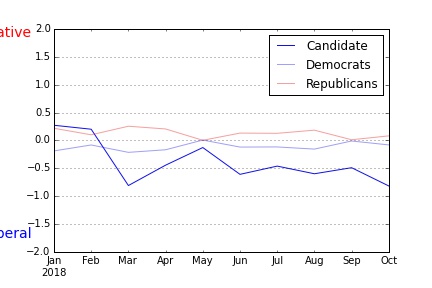 ative
2.0
1.5
1.0
0.5
0.0
−0.5
−1.0
−1.5
−2.0
peral
Candidate
Democrats
Republicans
Jan Feb Mar Apr May Jun Jul Aug Sep Oct
2018